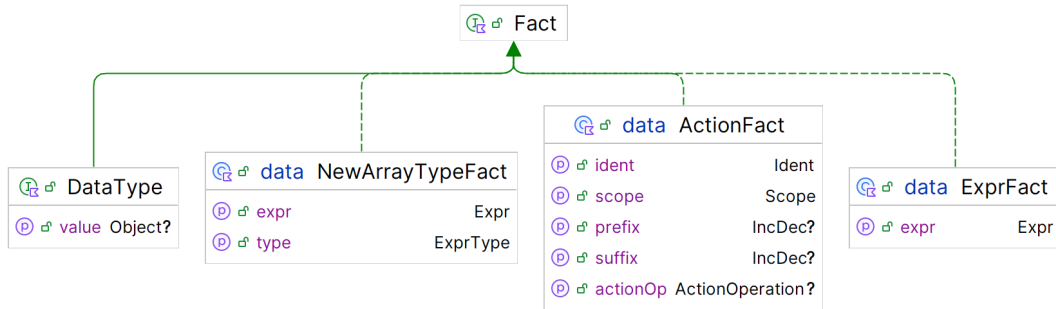 Fact
DataType
value Object?
data NewArrayTypeFact
expr Expr
type ExprType
data ActionFact
ident Ident
scope Scope
prefix IncDec?
suffix IncDec?
actionOp ActionOperation?
data ExprFact
expr Expr